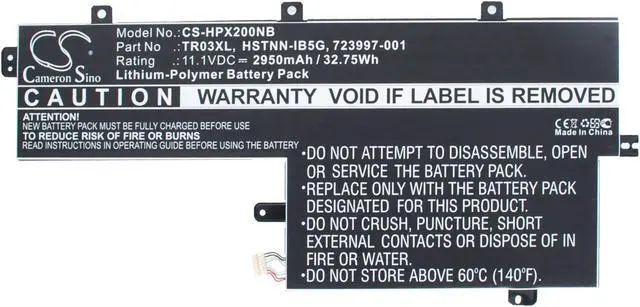 Model No.: CS-HPX200NB
Part No. : TR03XL, HSTNN-IB5G, 723997-001
Rating : 11.1VDC ⎓ 2950mAh / 32.75Wh
Lithium-Polymer Battery Pack
CS
Cameron Sino
CAUTION
WARRANTY VOID IF LABEL IS REMOVED
ATTENTION!
NEW BATTERY PACK MUST BE FULLY CHARGED BEFORE USE
TO REDUCE RISK OF FIRE OR BURNS
READ INSTRUCTIONS IN OPERATING GUIDE BEFORE USING BATTERY
CE FC
Made In China
•DO NOT ATTEMPT TO DISASSEMBLE, OPEN
OR SERVICE THE BATTERY PACK.
•REPLACE ONLY WITH THE BATTERY PACK
DESIGNATED FOR THIS PRODUCT.
•DO NOT CRUSH, PUNCTURE, SHORT
EXTERNAL CONTACTS OR DISPOSE OF IN
FIRE OR WATER.
•DO NOT STORE ABOVE 60°C (140°F).